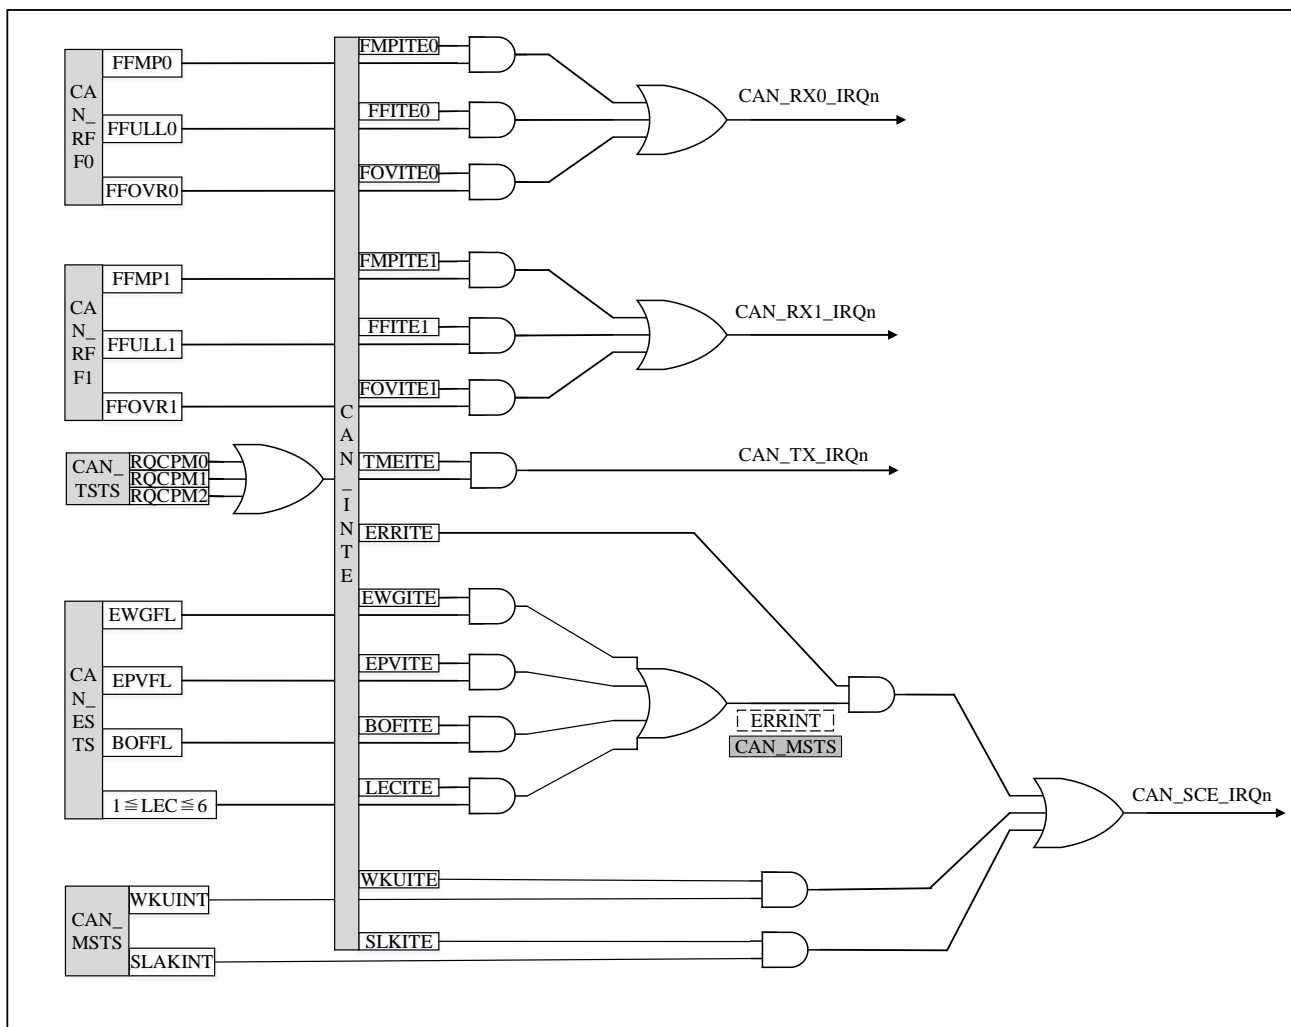 FMPITE0
FFMP0
CAN_RX0_IRQn
CA
N_
RF
F0
FFITE0
FFULL0
FOVITE0
FFOVR0
FMPITE1
FFMP1
CAN_RX1_IRQn
CA
N_
RF
F1
FFITE1
FFULL1
FOVITE1
FFOVR1
C
A
N
_
I
N
T
E
CAN_
TSTS
RQCPM0
RQCPM1
RQCPM2
TMEITE
CAN_TX_IRQn
ERRITE
EWGITE
EWGFL
CA
N_
ES
TS
EPVITE
EPVFL
BOFITE
BOFFL
ERRINT
CAN_MSTS
LECITE
1≦LEC≦6
CAN_SCE_IRQn
WKUITE
WKUINT
CAN_
MSTS
SLKITE
SLAKINT